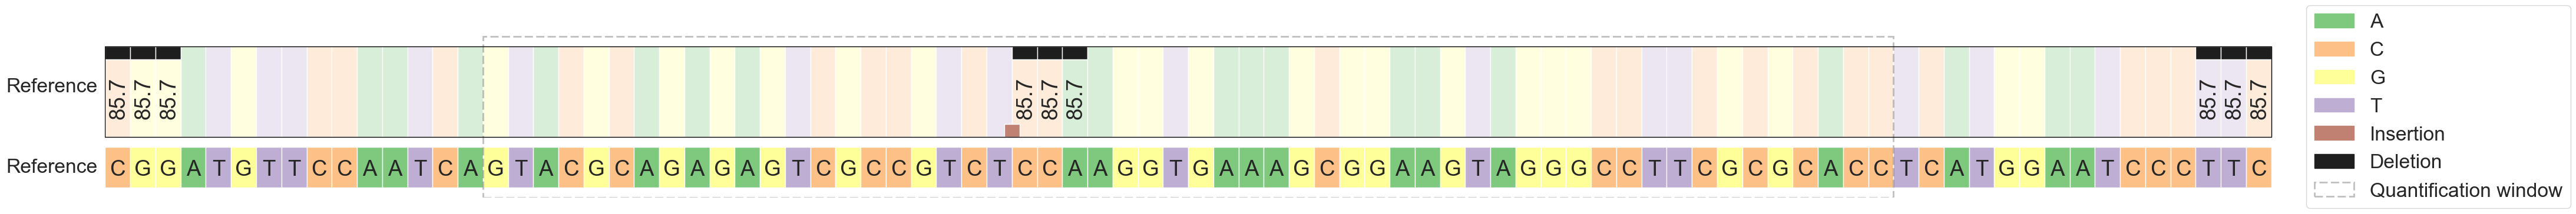 85.7 85.7 85.7 85.7 85.7 85.7 85.7 85.7 85.7
Reference
Reference C G G A T G T T C C A A T C A G T A C G C A G A G A G T C G C C G T C T C C A A G G T G A A A G C G G A A G T A G G G C C T T C G C G C A C C T C A T G G A A T C C C T T C
A
C
G
T
Insertion
Deletion
Quantification window